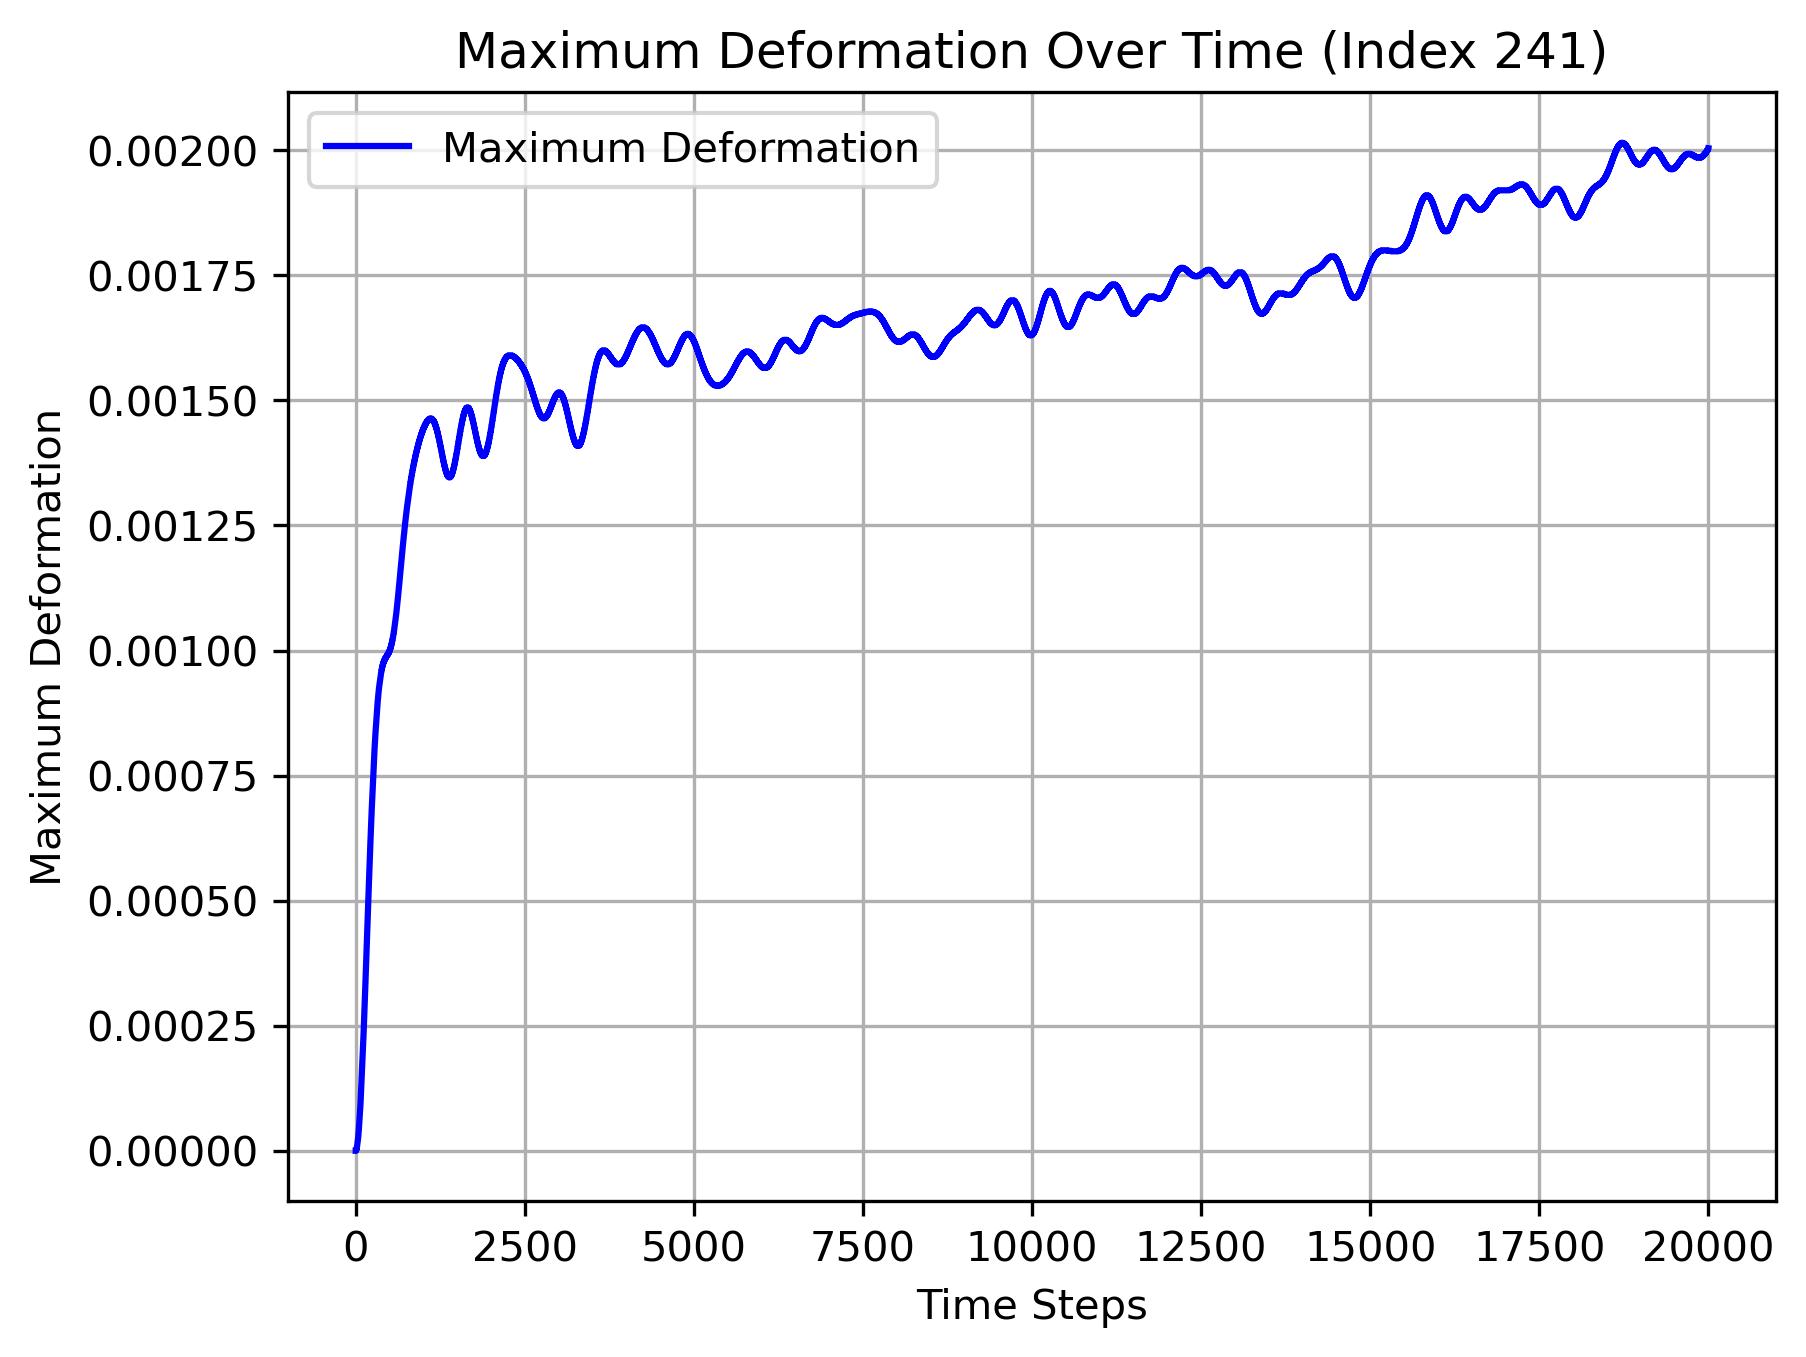 Maximum Deformation Over Time (Index 241)
Maximum Deformation
Maximum Deformation
0.00200
0.00175
0.00150
0.00125
0.00100
0.00075
0.00050
0.00025
0.00000
0 2500 5000 7500 10000 12500 15000 17500 20000
Time Steps